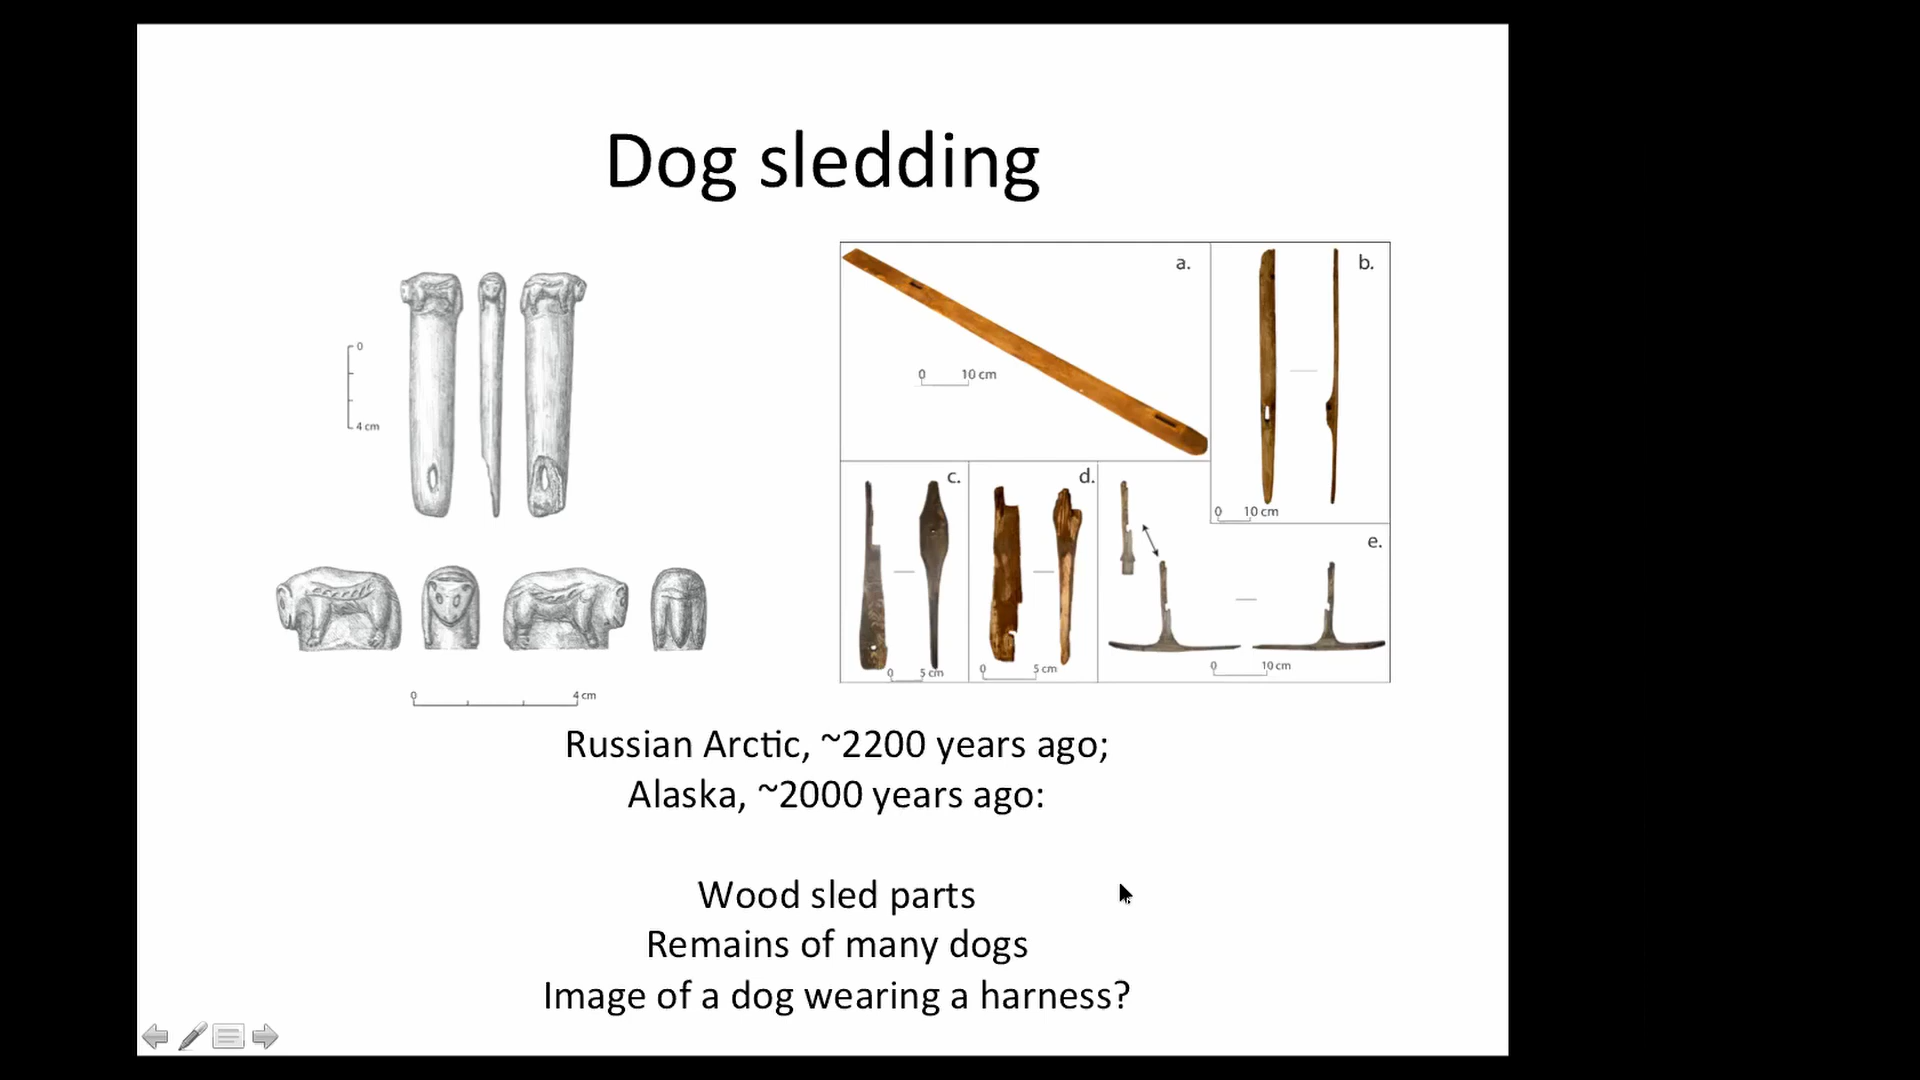 Dog sledding
0
4 cm
0
4 cm
a.
0 10 cm
b.
0 10 cm
c.
0 5 cm
d.
0 5 cm
e.
0 10 cm
Russian Arctic, ~2200 years ago;
Alaska, ~2000 years ago:
Wood sled parts
Remains of many dogs
Image of a dog wearing a harness?